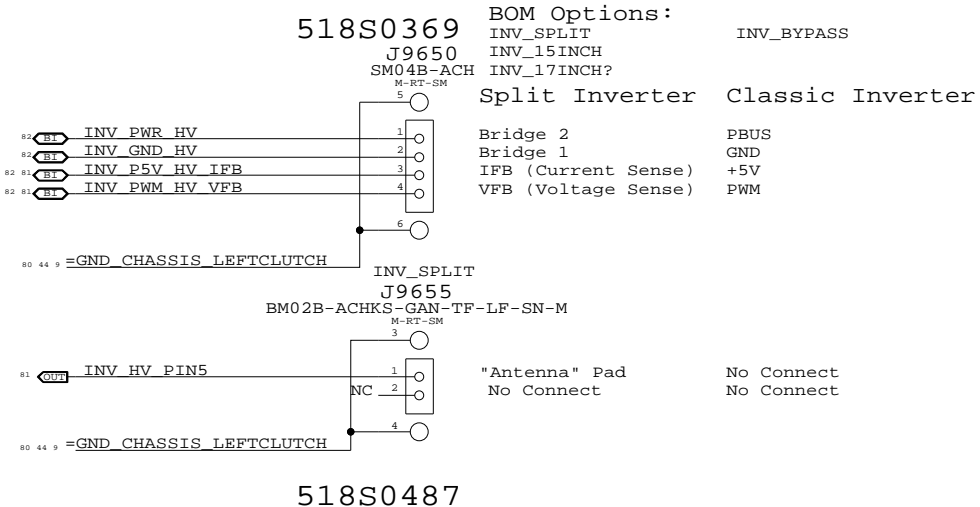 518S0369
J9650
SM04B-ACH
M-RT-SM
BOM Options:
INV_SPLIT INV_BYPASS
INV_15INCH
INV_17INCH?
Split Inverter Classic Inverter
5
82 BI INV_PWR_HV 1 Bridge 2 PBUS
82 BI INV_GND_HV 2 Bridge 1 GND
82 81 BI INV_P5V_HV_IFB 3 IFB (Current Sense) +5V
82 81 BI INV_PWM_HV_VFB 4 VFB (Voltage Sense) PWM
6
80 44 9 =GND_CHASSIS_LEFTCLUTCH
INV_SPLIT
J9655
BM02B-ACHKS-GAN-TF-LF-SN-M
M-RT-SM
3
81 OUT INV_HV_PIN5 1 "Antenna" Pad No Connect
NC 2 No Connect No Connect
4
80 44 9 =GND_CHASSIS_LEFTCLUTCH
518S0487